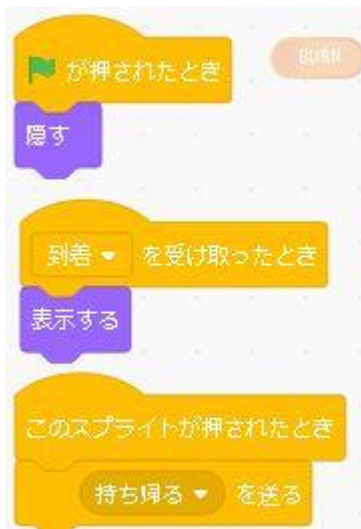 が押されたとき
BURN
隠す
到着 を受け取ったとき
表示する
このスプライトが押されたとき
持ち帰る を送る